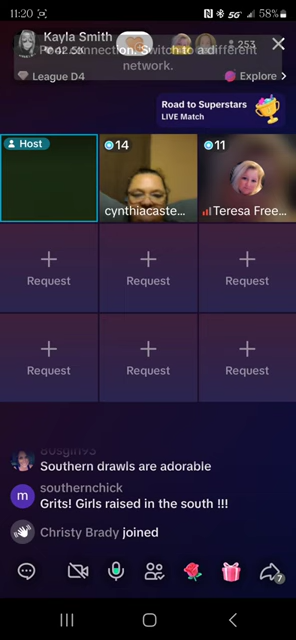 11:20
5G
58%
Kayla Smith
42.5K
253
connection. Switch to a different
network.
League D4
Explore >
Road to Superstars
LIVE Match
Host
14
11
cynthiacaste...
Teresa Free...
Request
Request
Request
Request
Request
Request
Southern drawls are adorable
m
southernchick
Grits! Girls raised in the south !!!
Christy Brady joined
7